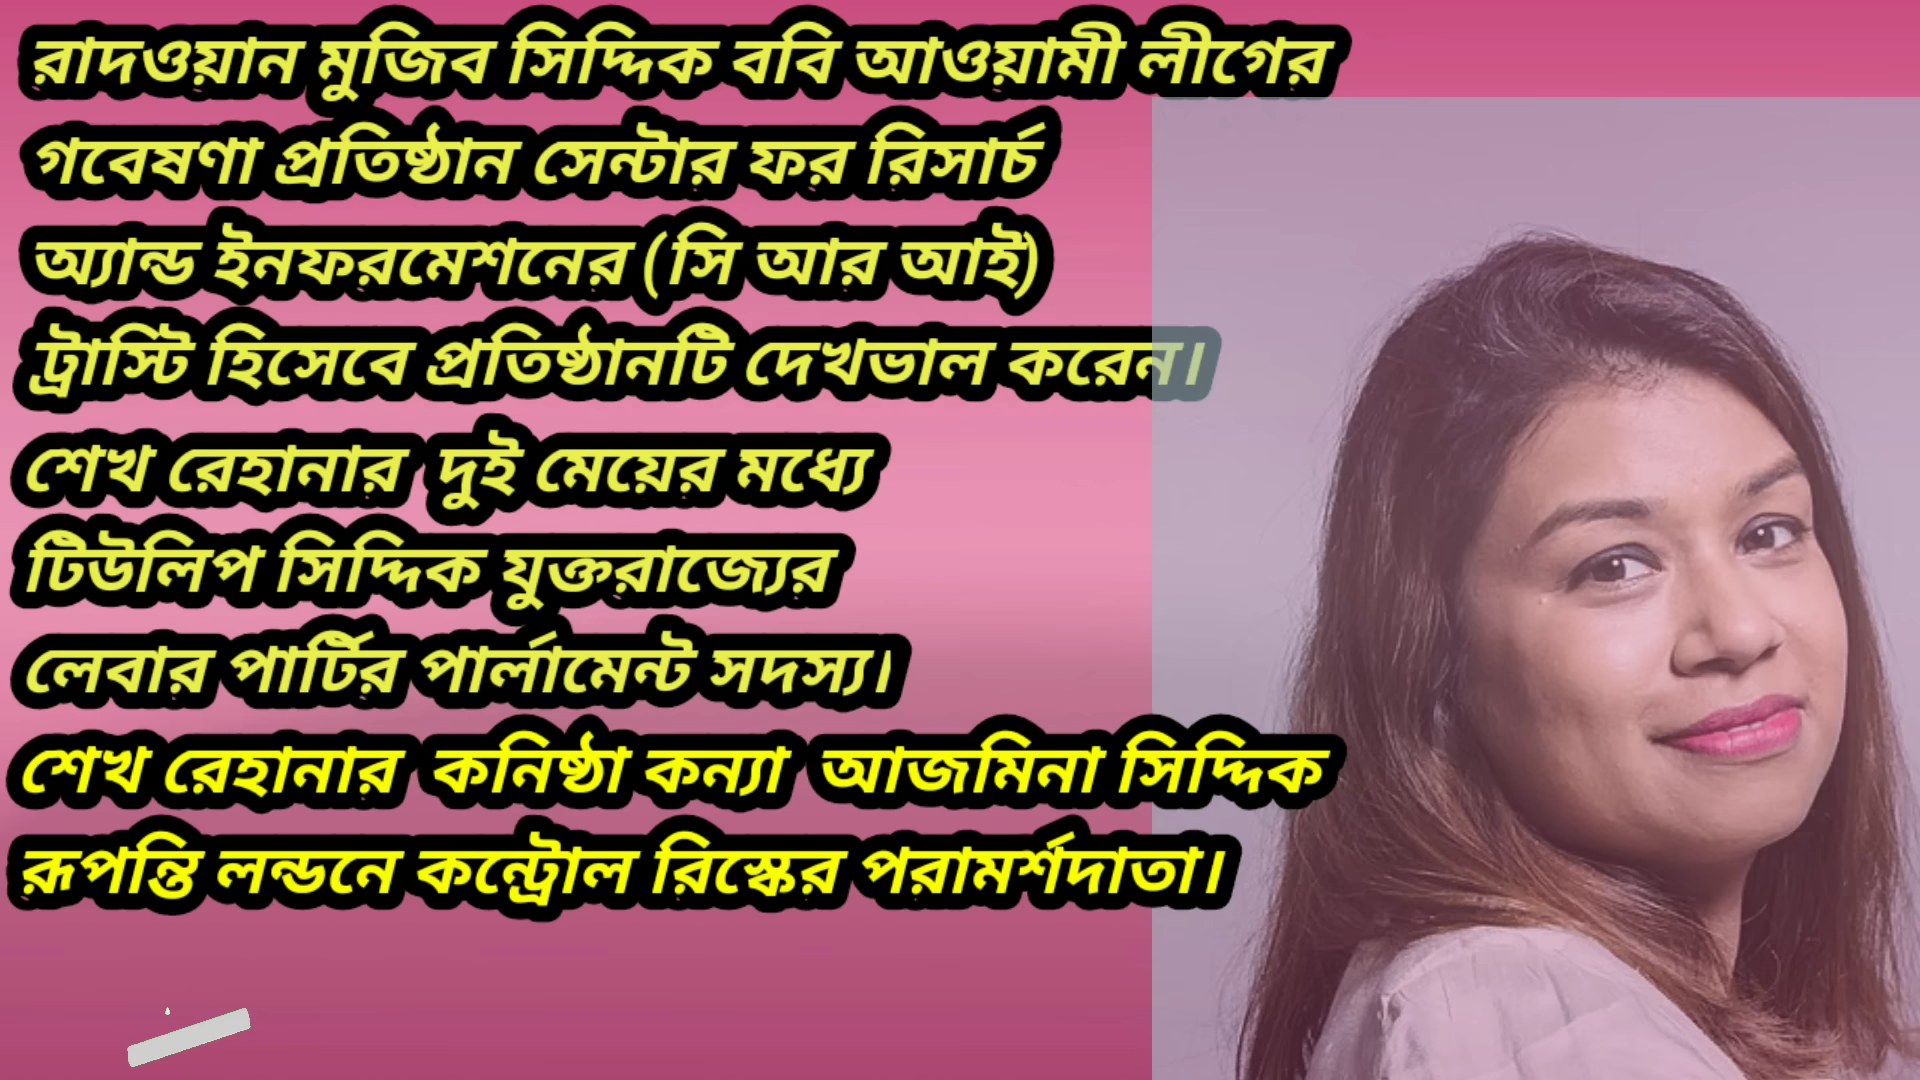 রাদওয়ান মুজিব সিদ্দিক ববি আওয়ামী লীগের
গবেষণা প্রতিষ্ঠান সেন্টার ফর রিসার্চ
অ্যান্ড ইনফরমেশনের (সি আর আই)
ট্রাস্টি হিসেবে প্রতিষ্ঠানটি দেখভাল করেন।
শেখ রেহানার দুই মেয়ের মধ্যে
টিউলিপ সিদ্দিক যুক্তরাজ্যের
লেবার পার্টির পার্লামেন্ট সদস্য।
শেখ রেহানার কনিষ্ঠা কন্যা আজমিনা সিদ্দিক
রূপন্তি লন্ডনে কন্ট্রোল রিস্কের পরামর্শদাতা।